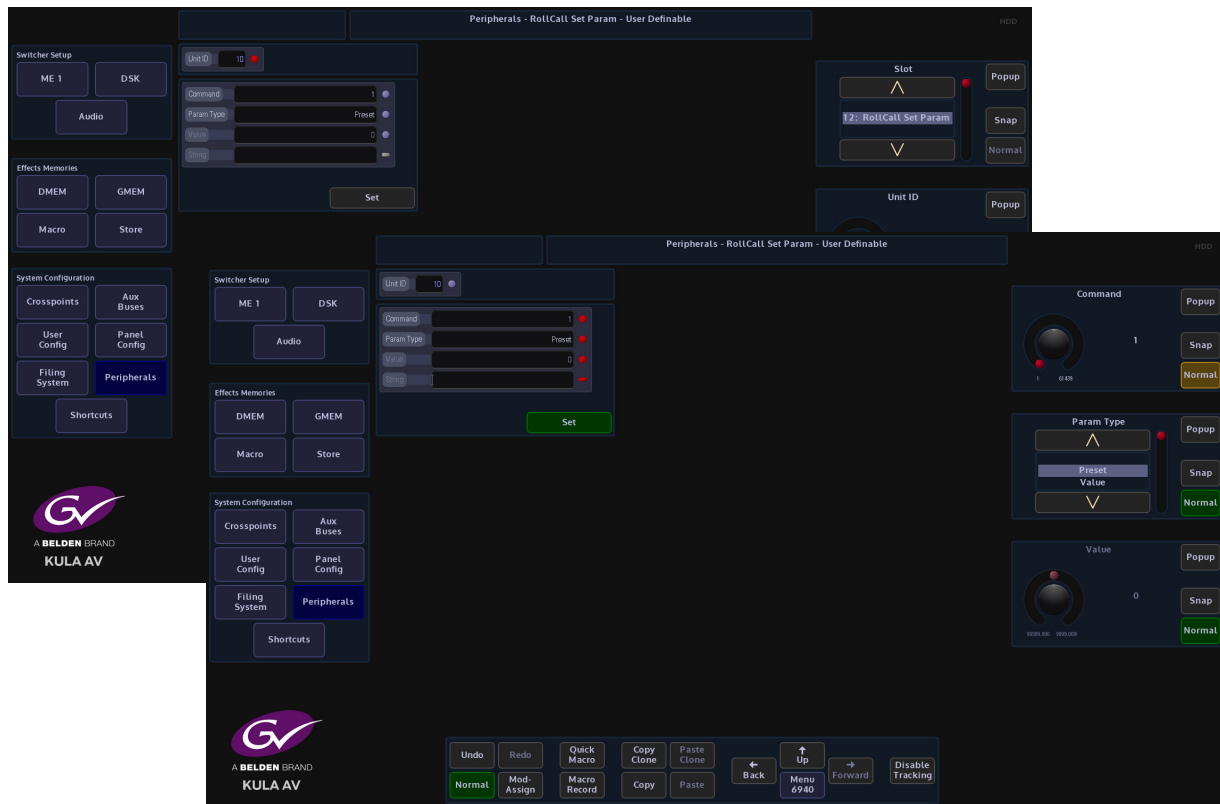 Peripherals - RollCall Set Param - User Definable
HDD
Switcher Setup
ME 1
DSK
Audio
Effects Memories
DMEM
GMEM
Macro
Store
System Configuration
Crosspoints
Aux
Buses
User
Config
Panel
Config
Filing
System
Peripherals
Shortcuts
GV
A BELDEN BRAND
KULA AV
Unit ID
10
Command
1
Param Type
Preset
Value
0
String
Set
Slot
12: RollCall Set Param
Popup
Snap
Normal
Unit ID
Popup
Peripherals - RollCall Set Param - User Definable
HDD
Switcher Setup
ME 1
DSK
Audio
Effects Memories
DMEM
GMEM
Macro
Store
System Configuration
Crosspoints
Aux
Buses
User
Config
Panel
Config
Filing
System
Peripherals
Shortcuts
GV
A BELDEN BRAND
KULA AV
Unit ID
10
Command
1
Param Type
Preset
Value
0
String
Set
Command
1
1
Popup
Snap
Normal
Param Type
Preset
Value
Popup
Snap
Normal
Value
0
Popup
Snap
Normal
Undo
Redo
Quick
Macro
Copy
Clone
Paste
Clone
Up
Back
Forward
Disable
Tracking
Normal
Mod-
Assign
Macro
Record
Copy
Paste
Menu
6940